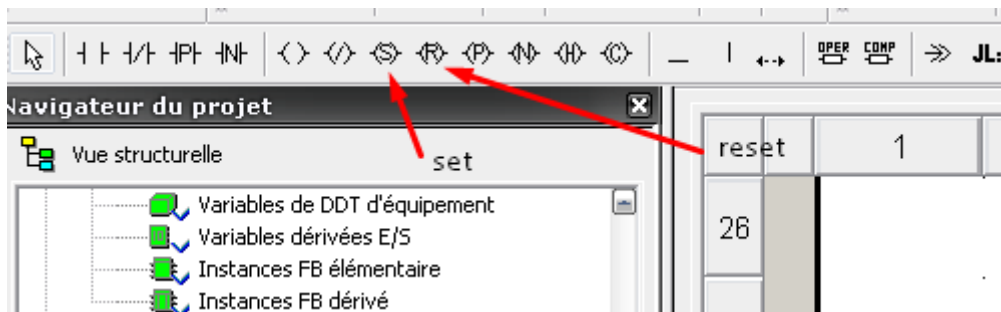 P N S R P N H C OPER COMP JL:
Navigateur du projet
Vue structurelle
set
reset 1
Variables de DDT d'équipement
26
Variables dérivées E/S
Instances FB élémentaire
Instances FB dérivé